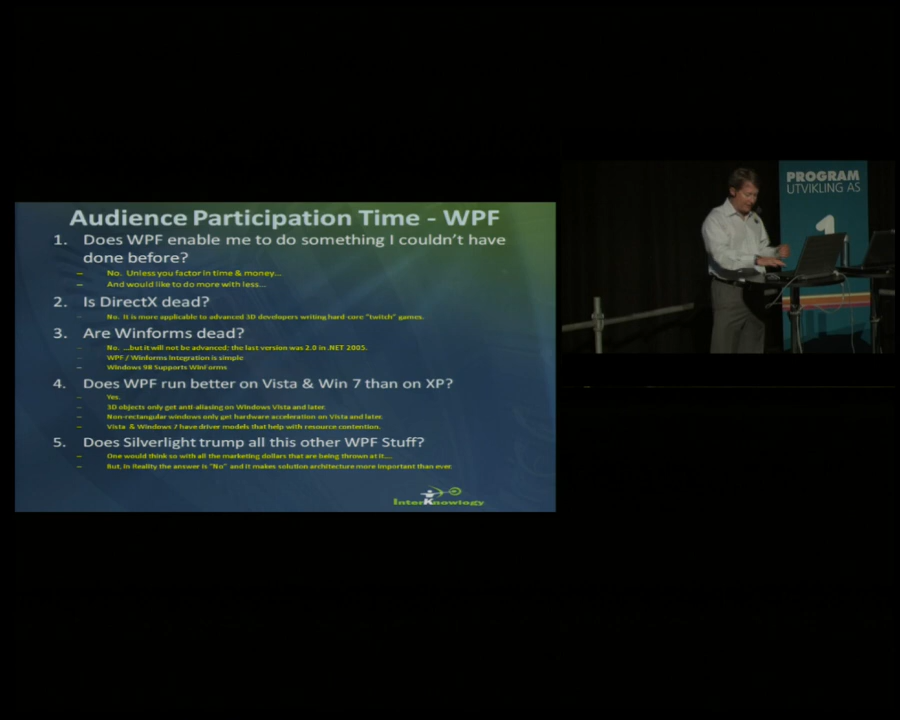 Audience Participation Time - WPF
1. Does WPF enable me to do something I couldn't have
done before?
– No. Unless you factor in time & money...
– And would like to do more with less...
2. Is DirectX dead?
– No. It is more applicable to advanced 3D developers writing hard-core "twitch" games.
3. Are Winforms dead?
– No. ...but it will not be advanced; the last version was 2.0 in .NET 2005.
– WPF / Winforms Integration is simple
– Windows 98 Supports WinForms
4. Does WPF run better on Vista & Win 7 than on XP?
– Yes.
– 3D objects only get anti-aliasing on Windows Vista and later.
– Non-rectangular windows only get hardware acceleration on Vista and later.
– Vista & Windows 7 have driver models that help with resource contention.
5. Does Silverlight trump all this other WPF Stuff?
– One would think so with all the marketing dollars that are being thrown at it....
– But, in Reality the answer is "No" and it makes solution architecture more important than ever.
InterKnowlogy
PROGRAM
UTVIKLING AS
1